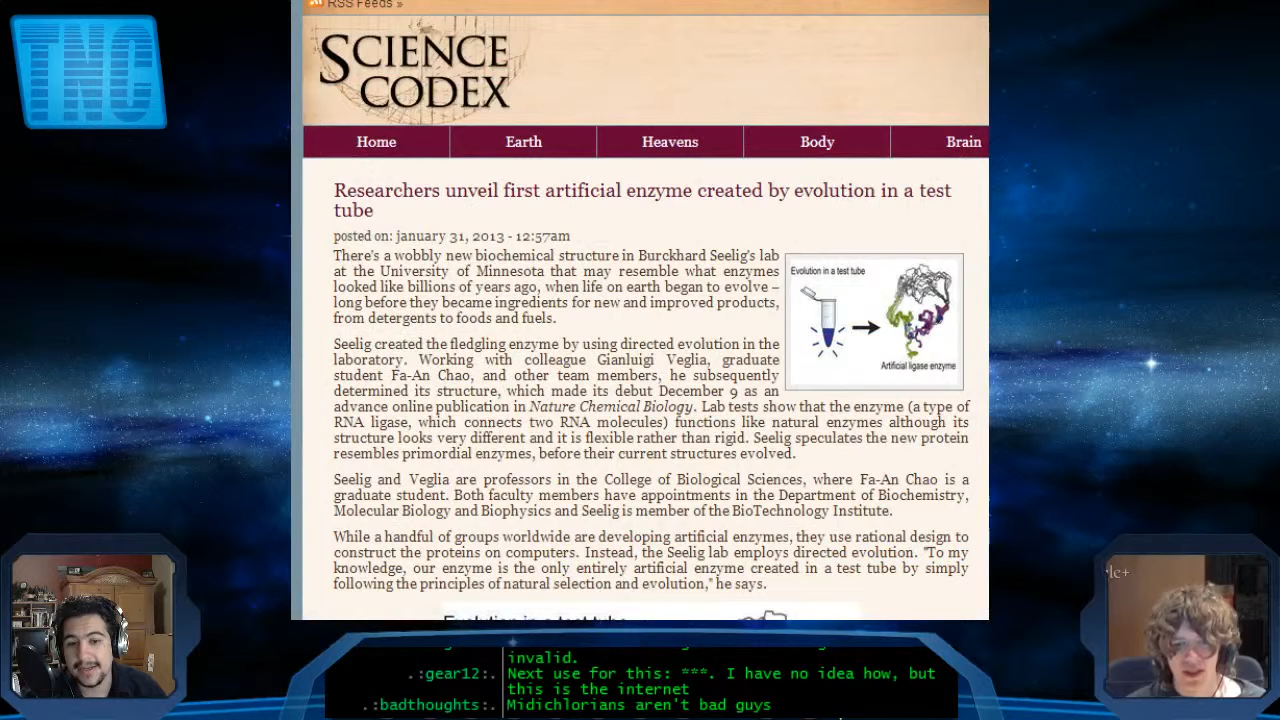 RSS Feeds »
TNC
SCIENCE
CODEX
Home Earth Heavens Body Brain
Researchers unveil first artificial enzyme created by evolution in a test
tube
posted on: january 31, 2013 - 12:57am
There's a wobbly new biochemical structure in Burckhard Seelig's lab
at the University of Minnesota that may resemble what enzymes
looked like billions of years ago, when life on earth began to evolve –
long before they became ingredients for new and improved products,
from detergents to foods and fuels.
Evolution in a test tube
Artificial ligase enzyme
Seelig created the fledgling enzyme by using directed evolution in the
laboratory. Working with colleague Gianluigi Veglia, graduate
student Fa-An Chao, and other team members, he subsequently
determined its structure, which made its debut December 9 as an
advance online publication in Nature Chemical Biology. Lab tests show that the enzyme (a type of
RNA ligase, which connects two RNA molecules) functions like natural enzymes although its
structure looks very different and it is flexible rather than rigid. Seelig speculates the new protein
resembles primordial enzymes, before their current structures evolved.
Seelig and Veglia are professors in the College of Biological Sciences, where Fa-An Chao is a
graduate student. Both faculty members have appointments in the Department of Biochemistry,
Molecular Biology and Biophysics and Seelig is member of the BioTechnology Institute.
While a handful of groups worldwide are developing artificial enzymes, they use rational design to
construct the proteins on computers. Instead, the Seelig lab employs directed evolution. "To my
knowledge, our enzyme is the only entirely artificial enzyme created in a test tube by simply
following the principles of natural selection and evolution," he says.
Evolution in a test tube
invalid.
.:gear12:. Next use for this: ***. I have no idea how, but
this is the internet
.:badthoughts:. Midichlorians aren't bad guys